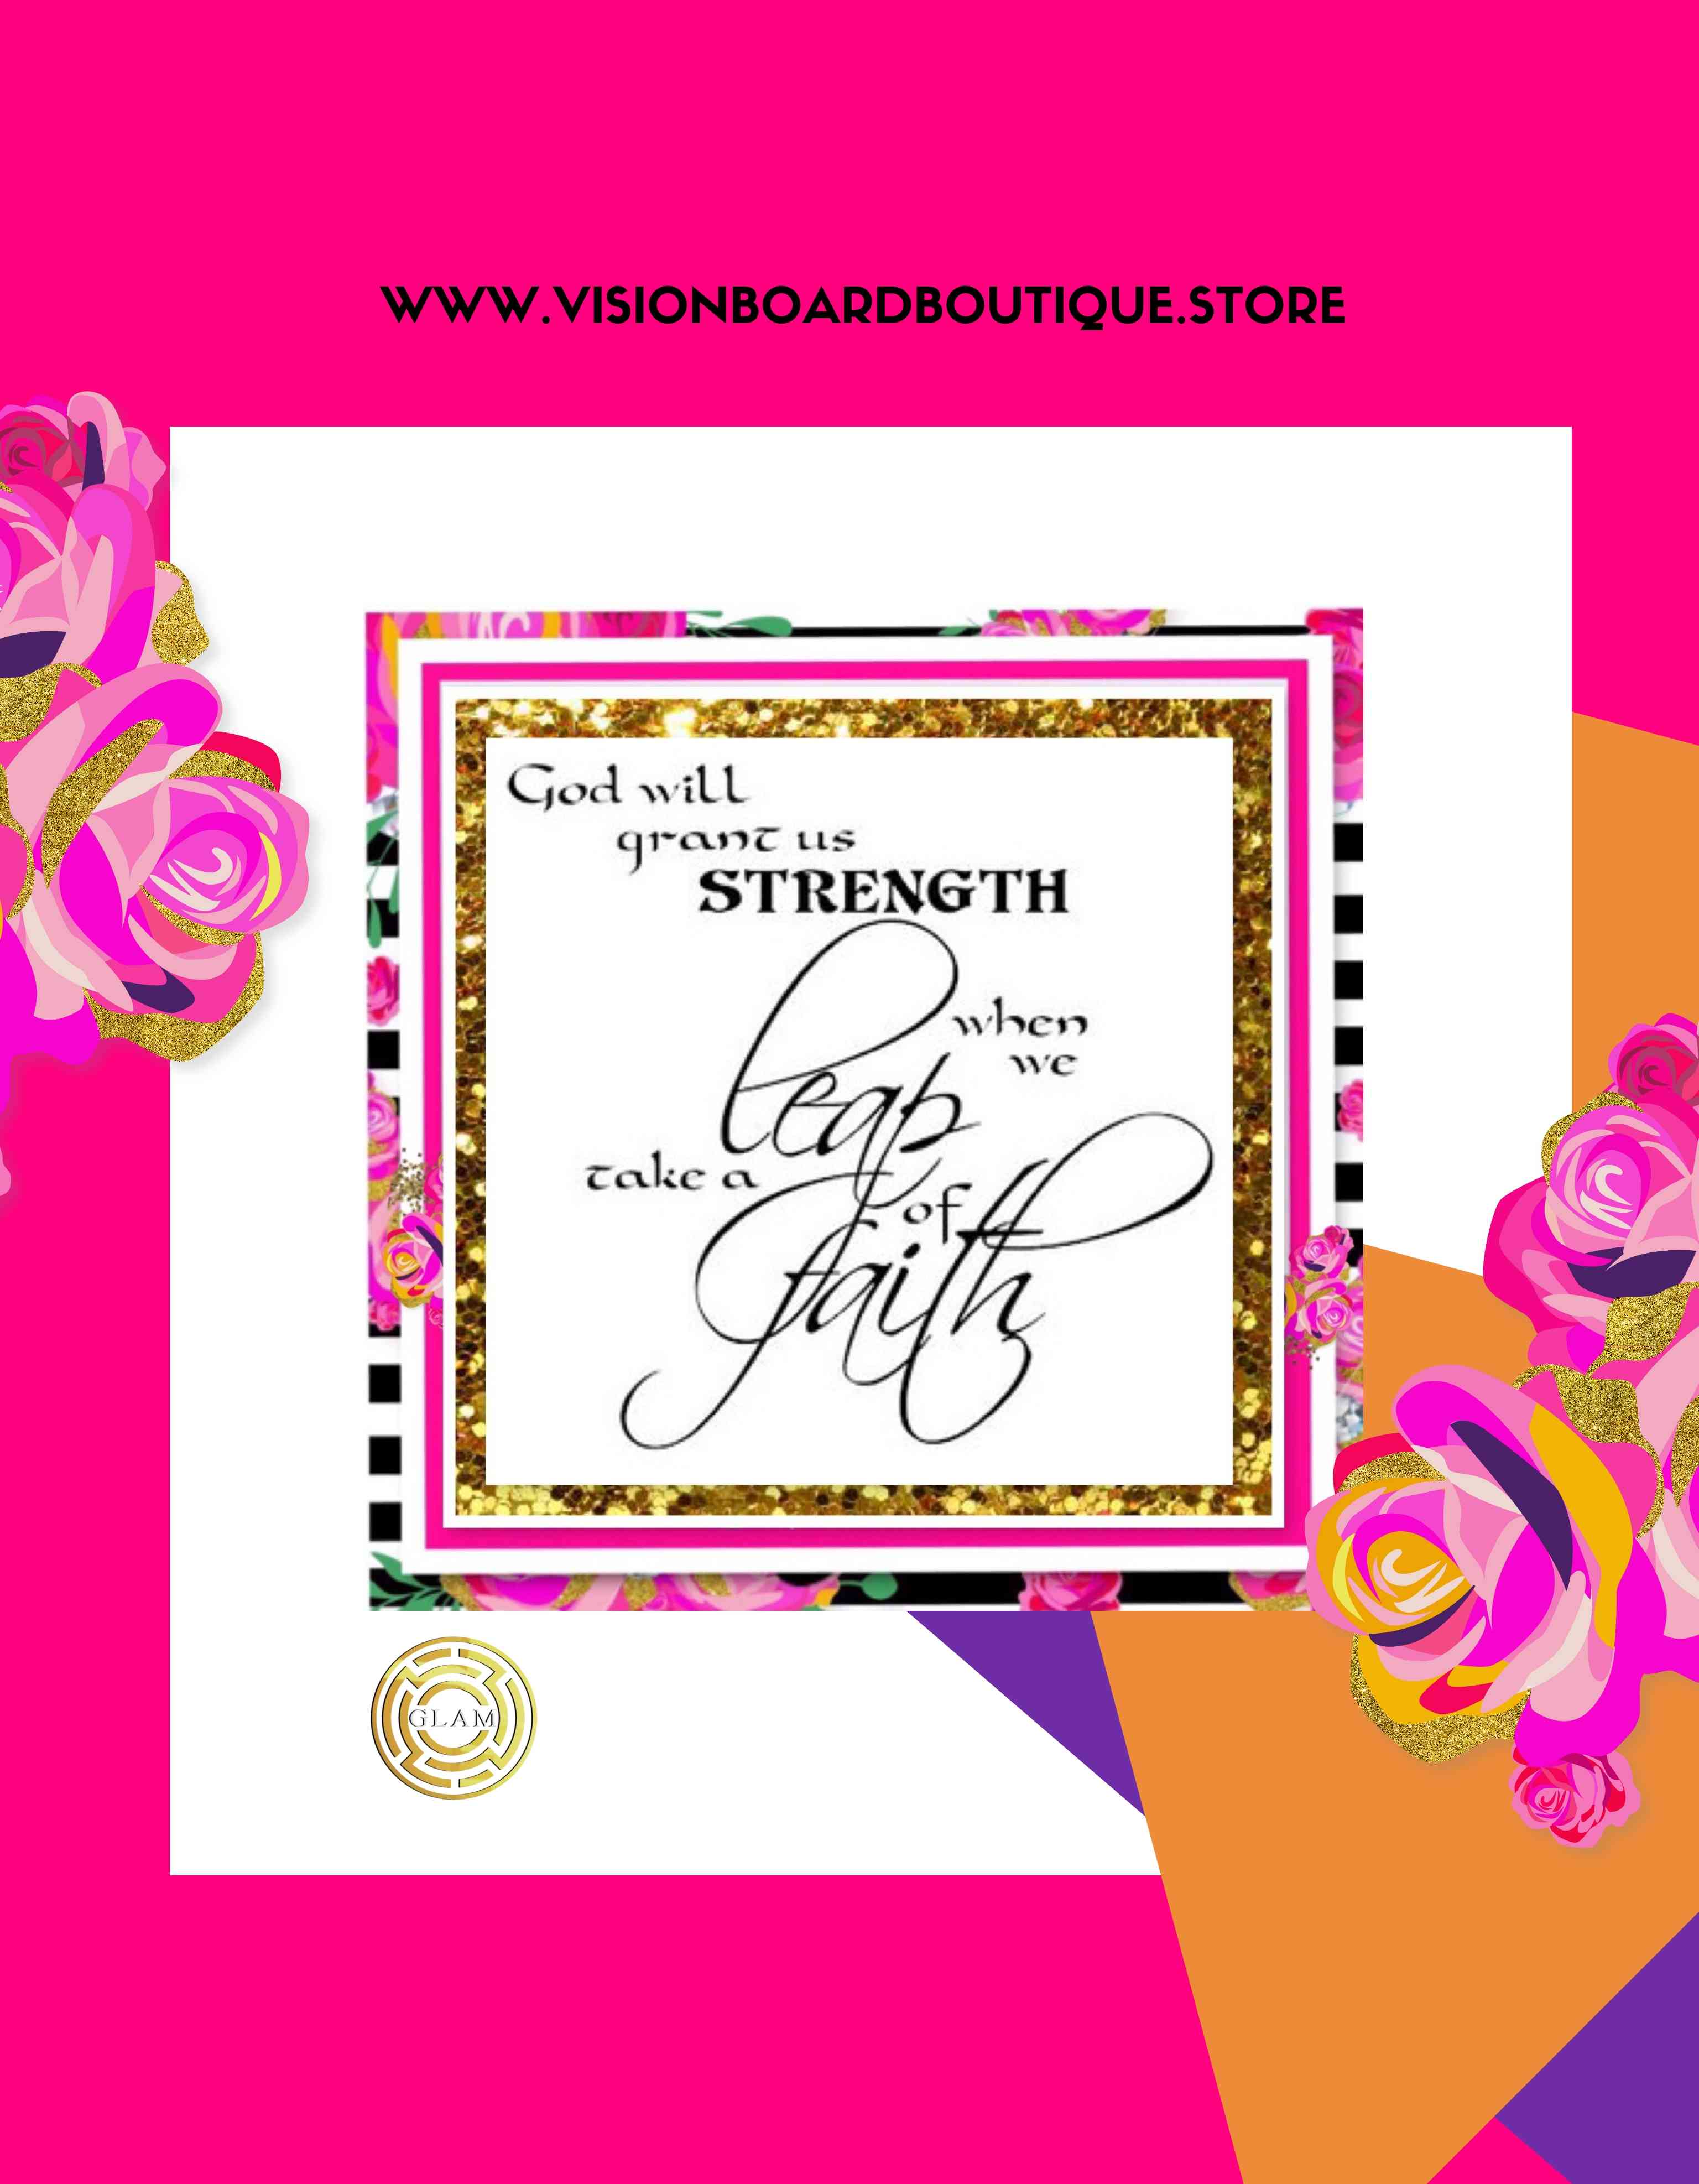 WWW.VISIONBOARDBOUTIQUE.STORE
God will
grant us
STRENGTH
when
we
take a
leap
of
faith
GLAM